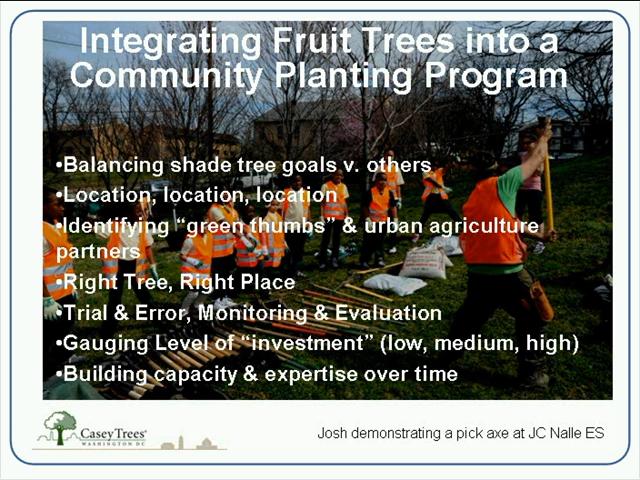 Integrating Fruit Trees into a
Community Planting Program
•Balancing shade tree goals v. others
•Location, location, location
•Identifying “green thumbs” & urban agriculture
partners
•Right Tree, Right Place
•Trial & Error, Monitoring & Evaluation
•Gauging Level of “investment” (low, medium, high)
•Building capacity & expertise over time
Casey Trees
WASHINGTON DC
Josh demonstrating a pick axe at JC Nalle ES